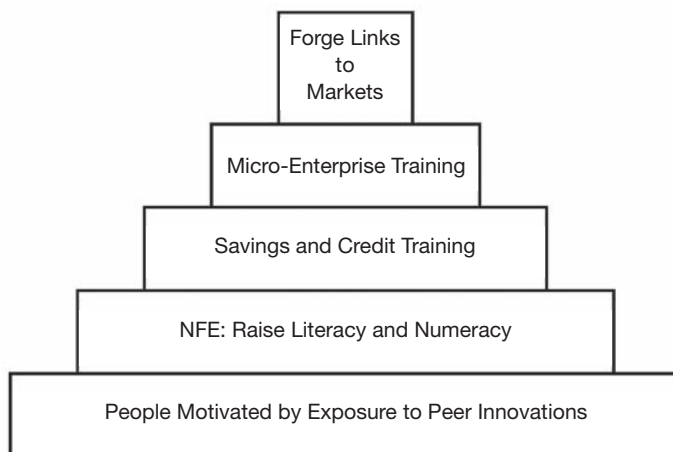 Forge Links
to
Markets
Micro-Enterprise Training
Savings and Credit Training
NFE: Raise Literacy and Numeracy
People Motivated by Exposure to Peer Innovations